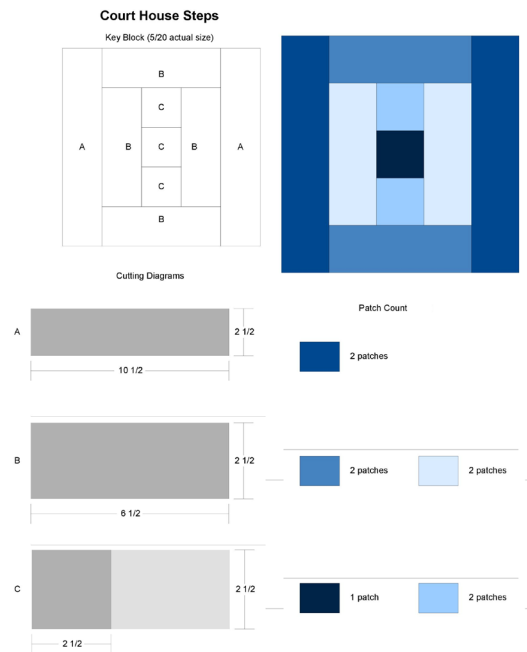 Court House Steps
Key Block (5/20 actual size)
B
C
A B C B A
C
B
Cutting Diagrams
Patch Count
A
2 1/2
10 1/2
2 patches
B
2 1/2
6 1/2
2 patches
2 patches
C
2 1/2
2 1/2
1 patch
2 patches